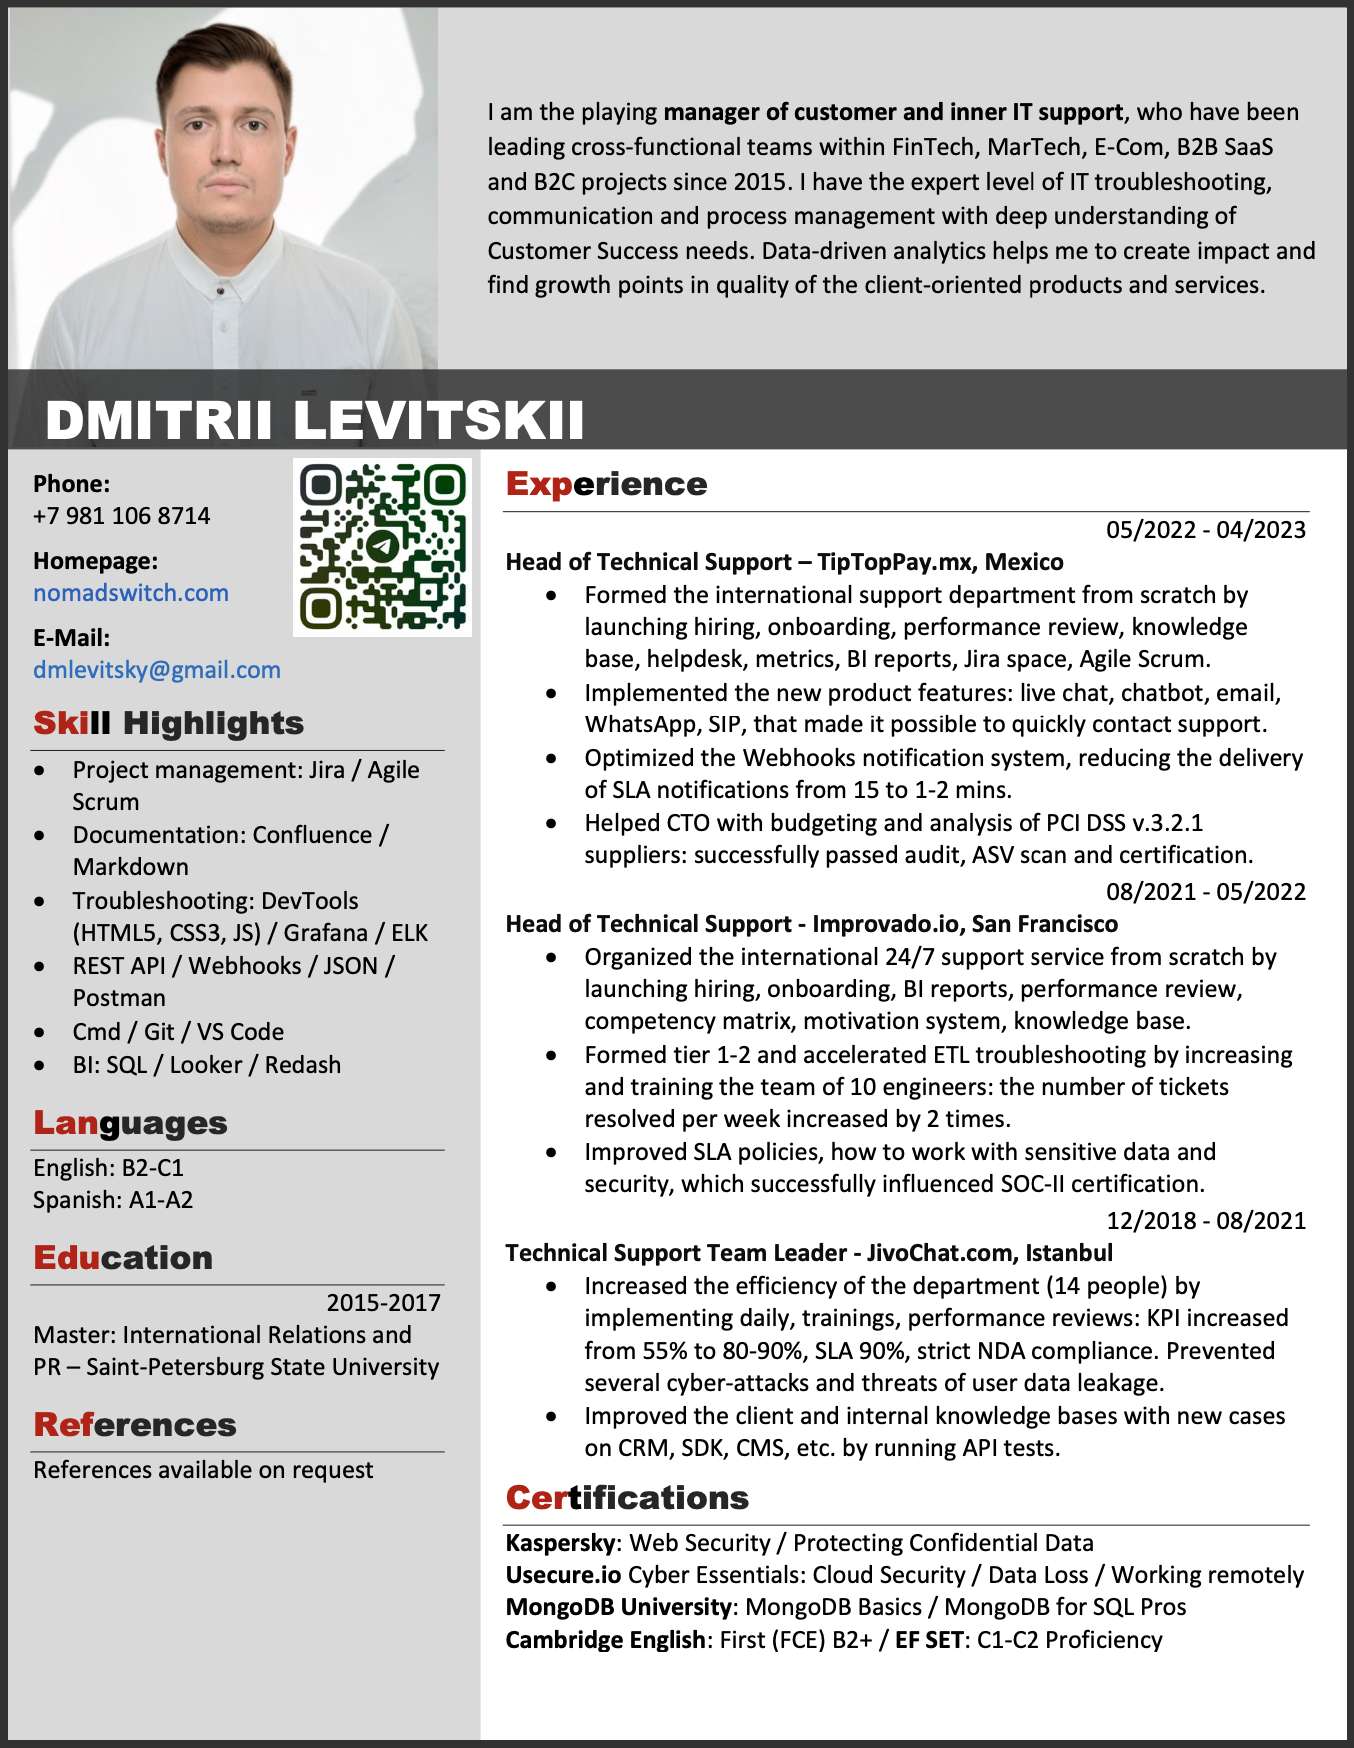 I am the playing manager of customer and inner IT support, who have been
leading cross-functional teams within FinTech, MarTech, E-Com, B2B SaaS
and B2C projects since 2015. I have the expert level of IT troubleshooting,
communication and process management with deep understanding of
Customer Success needs. Data-driven analytics helps me to create impact and
find growth points in quality of the client-oriented products and services.
DMITRII LEVITSKII
Phone:
+7 981 106 8714
Homepage:
nomadswitch.com
E-Mail:
dmlevitsky@gmail.com
Skill Highlights
• Project management: Jira / Agile
Scrum
• Documentation: Confluence /
Markdown
• Troubleshooting: DevTools
(HTML5, CSS3, JS) / Grafana / ELK
• REST API / Webhooks / JSON /
Postman
• Cmd / Git / VS Code
• BI: SQL / Looker / Redash
Languages
English: B2-C1
Spanish: A1-A2
Education
2015-2017
Master: International Relations and
PR – Saint-Petersburg State University
References
References available on request
Experience
05/2022 - 04/2023
Head of Technical Support – TipTopPay.mx, Mexico
• Formed the international support department from scratch by
launching hiring, onboarding, performance review, knowledge
base, helpdesk, metrics, BI reports, Jira space, Agile Scrum.
• Implemented the new product features: live chat, chatbot, email,
WhatsApp, SIP, that made it possible to quickly contact support.
• Optimized the Webhooks notification system, reducing the delivery
of SLA notifications from 15 to 1-2 mins.
• Helped CTO with budgeting and analysis of PCI DSS v.3.2.1
suppliers: successfully passed audit, ASV scan and certification.
08/2021 - 05/2022
Head of Technical Support - Improvado.io, San Francisco
• Organized the international 24/7 support service from scratch by
launching hiring, onboarding, BI reports, performance review,
competency matrix, motivation system, knowledge base.
• Formed tier 1-2 and accelerated ETL troubleshooting by increasing
and training the team of 10 engineers: the number of tickets
resolved per week increased by 2 times.
• Improved SLA policies, how to work with sensitive data and
security, which successfully influenced SOC-II certification.
12/2018 - 08/2021
Technical Support Team Leader - JivoChat.com, Istanbul
• Increased the efficiency of the department (14 people) by
implementing daily, trainings, performance reviews: KPI increased
from 55% to 80-90%, SLA 90%, strict NDA compliance. Prevented
several cyber-attacks and threats of user data leakage.
• Improved the client and internal knowledge bases with new cases
on CRM, SDK, CMS, etc. by running API tests.
Certifications
Kaspersky: Web Security / Protecting Confidential Data
Usecure.io Cyber Essentials: Cloud Security / Data Loss / Working remotely
MongoDB University: MongoDB Basics / MongoDB for SQL Pros
Cambridge English: First (FCE) B2+ / EF SET: C1-C2 Proficiency